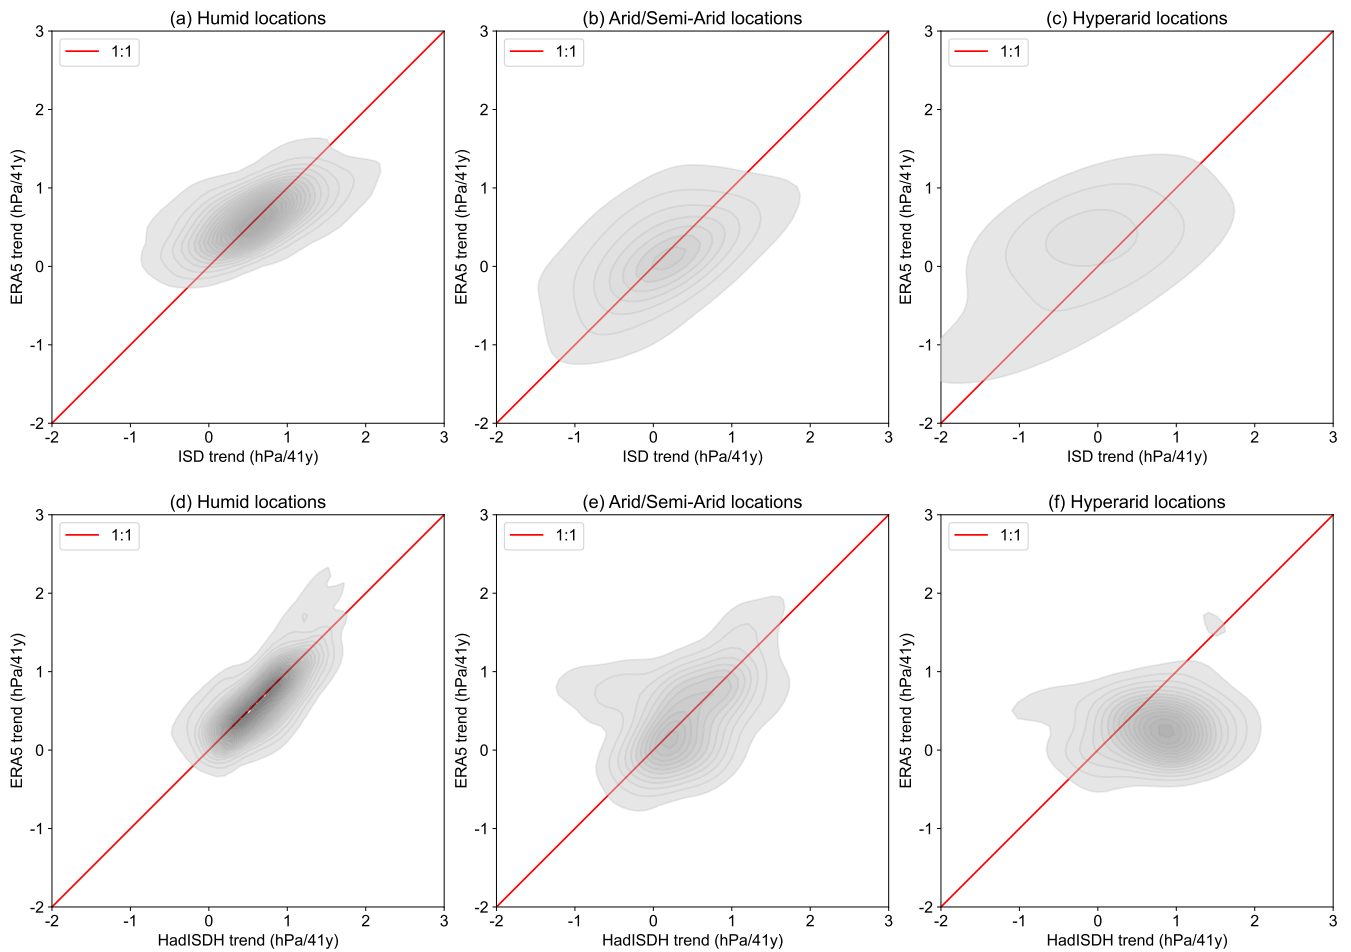 (a) Humid locations
1:1
3
2
1
0
-1
-2
ERA5 trend (hPa/41y)
-2 -1 0 1 2 3
ISD trend (hPa/41y)
(b) Arid/Semi-Arid locations
1:1
3
2
1
0
-1
-2
ERA5 trend (hPa/41y)
-2 -1 0 1 2 3
ISD trend (hPa/41y)
(c) Hyperarid locations
1:1
3
2
1
0
-1
-2
ERA5 trend (hPa/41y)
-2 -1 0 1 2 3
ISD trend (hPa/41y)
(d) Humid locations
1:1
3
2
1
0
-1
-2
ERA5 trend (hPa/41y)
-2 -1 0 1 2 3
HadISDH trend (hPa/41y)
(e) Arid/Semi-Arid locations
1:1
3
2
1
0
-1
-2
ERA5 trend (hPa/41y)
-2 -1 0 1 2 3
HadISDH trend (hPa/41y)
(f) Hyperarid locations
1:1
3
2
1
0
-1
-2
ERA5 trend (hPa/41y)
-2 -1 0 1 2 3
HadISDH trend (hPa/41y)